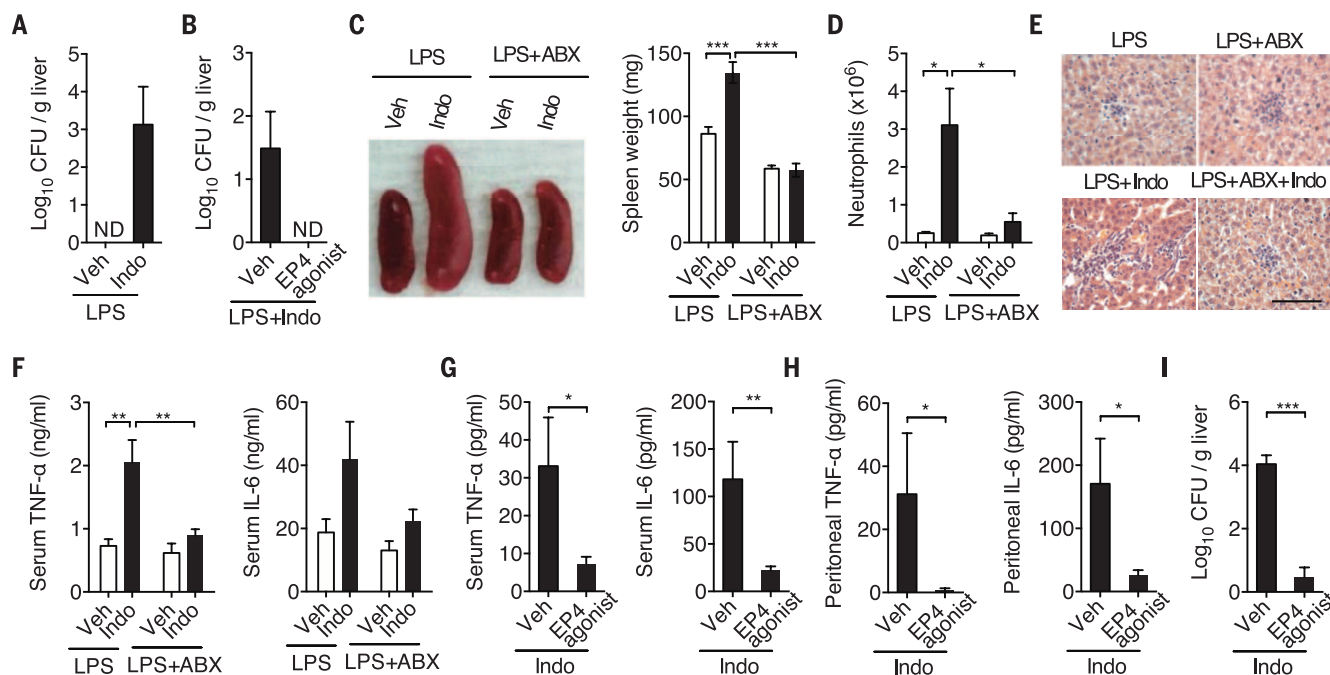 A
Log10 CFU / g liver
5
4
3
2
1
0
ND
Veh
Indo
LPS
B
Log10 CFU / g liver
3
2
1
0
ND
Veh
EP4
agonist
LPS+Indo
C
LPS
LPS+ABX
Veh
Indo
Veh
Indo
Spleen weight (mg)
150
100
50
0
***
***
Veh
Indo
Veh
Indo
LPS
LPS+ABX
D
Neutrophils (x10^6)
5
4
3
2
1
0
*
*
Veh
Indo
Veh
Indo
LPS
LPS+ABX
E
LPS
LPS+ABX
LPS+Indo
LPS+ABX+Indo
F
Serum TNF-α (ng/ml)
3
2
1
0
**
**
Veh
Indo
Veh
Indo
LPS
LPS+ABX
Serum IL-6 (ng/ml)
60
40
20
0
Veh
Indo
Veh
Indo
LPS
LPS+ABX
G
Serum TNF-α (pg/ml)
50
40
30
20
10
0
*
Veh
EP4
agonist
Indo
Serum IL-6 (pg/ml)
200
150
100
50
0
**
Veh
EP4
agonist
Indo
H
Peritoneal TNF-α (pg/ml)
60
40
20
0
*
Veh
EP4
agonist
Indo
Peritoneal IL-6 (pg/ml)
300
200
100
0
*
Veh
EP4
agonist
Indo
I
Log10 CFU / g liver
6
4
2
0
***
Veh
EP4
agonist
Indo